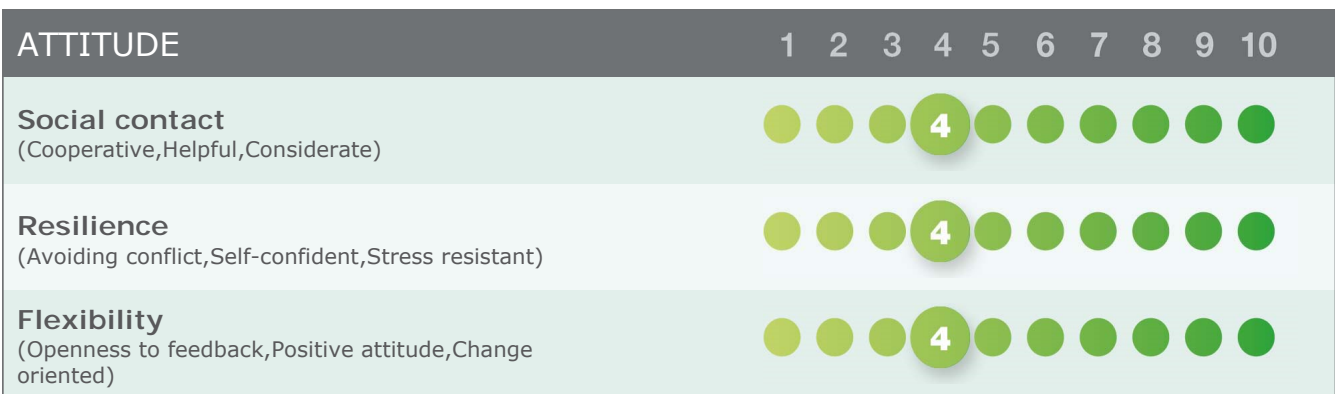 ATTITUDE 1 2 3 4 5 6 7 8 9 10
Social contact
(Cooperative,Helpful,Considerate)
4
Resilience
(Avoiding conflict,Self-confident,Stress resistant)
4
Flexibility
(Openness to feedback,Positive attitude,Change
oriented)
4